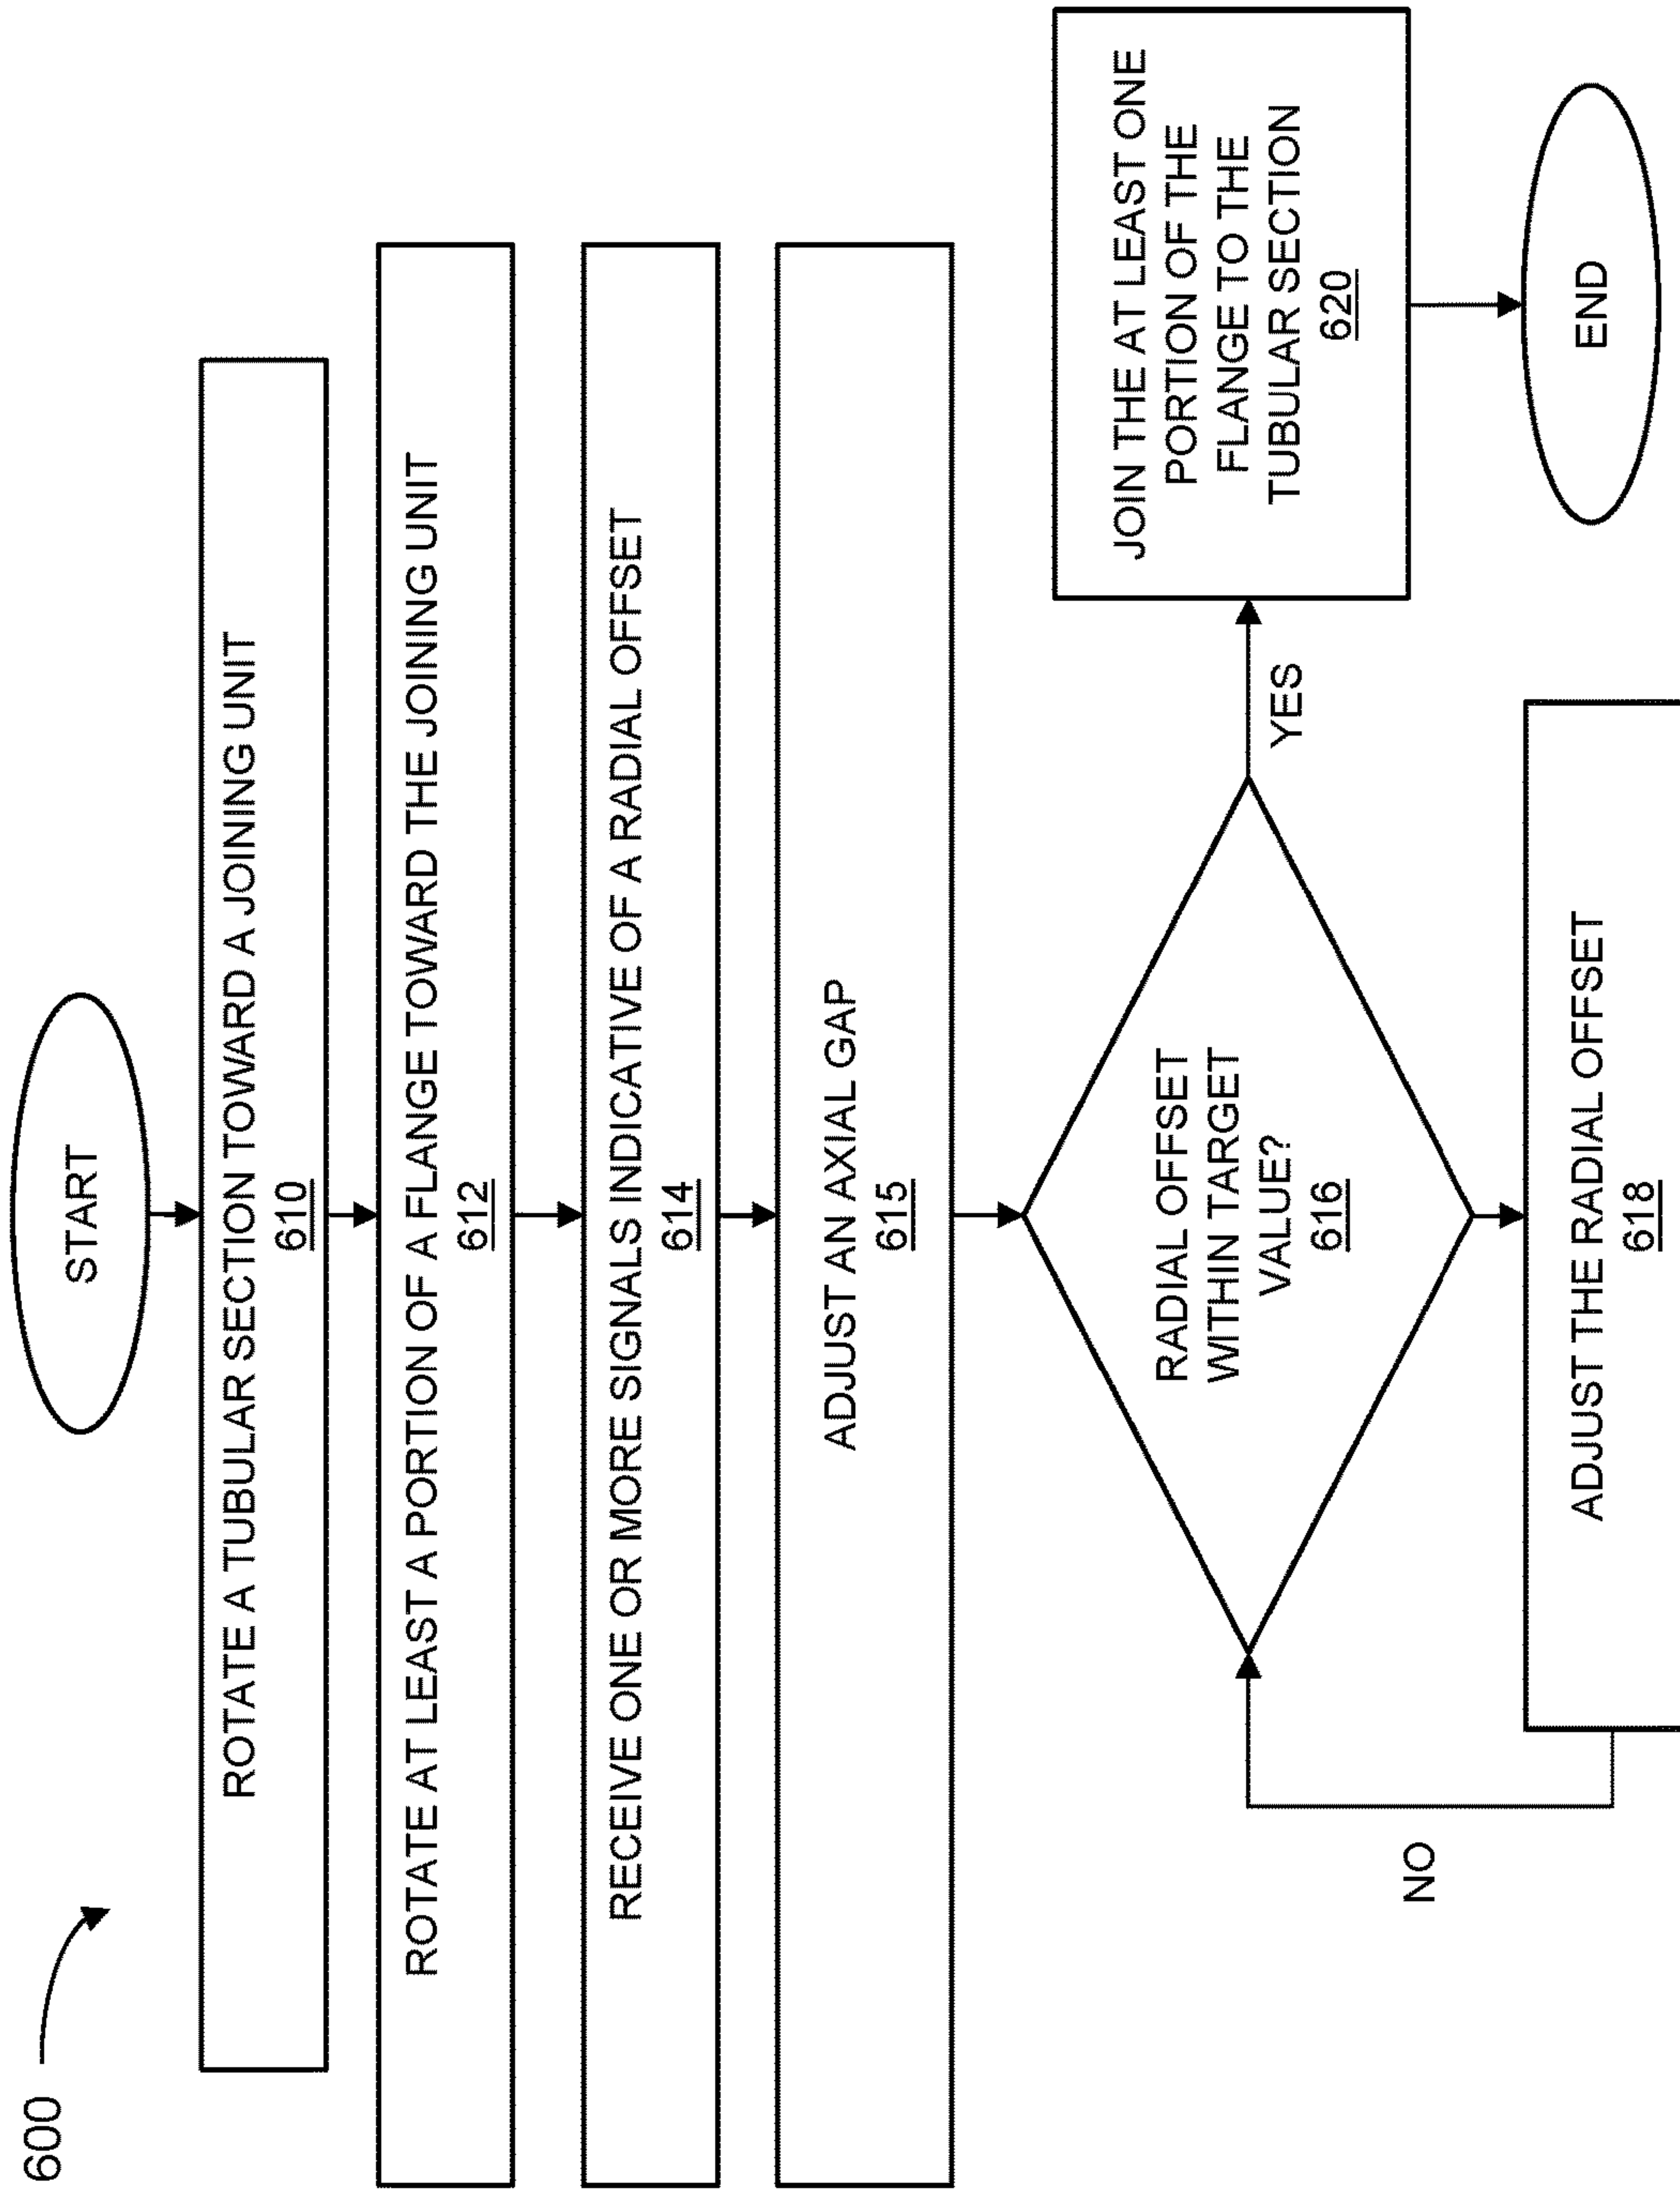 600
START
ROTATE A TUBULAR SECTION TOWARD A JOINING UNIT
610
ROTATE AT LEAST A PORTION OF A FLANGE TOWARD THE JOINING UNIT
612
RECEIVE ONE OR MORE SIGNALS INDICATIVE OF A RADIAL OFFSET
614
ADJUST AN AXIAL GAP
615
RADIAL OFFSET
WITHIN TARGET
VALUE?
616
YES
JOIN THE AT LEAST ONE
PORTION OF THE
FLANGE TO THE
TUBULAR SECTION
620
NO
ADJUST THE RADIAL OFFSET
618
END